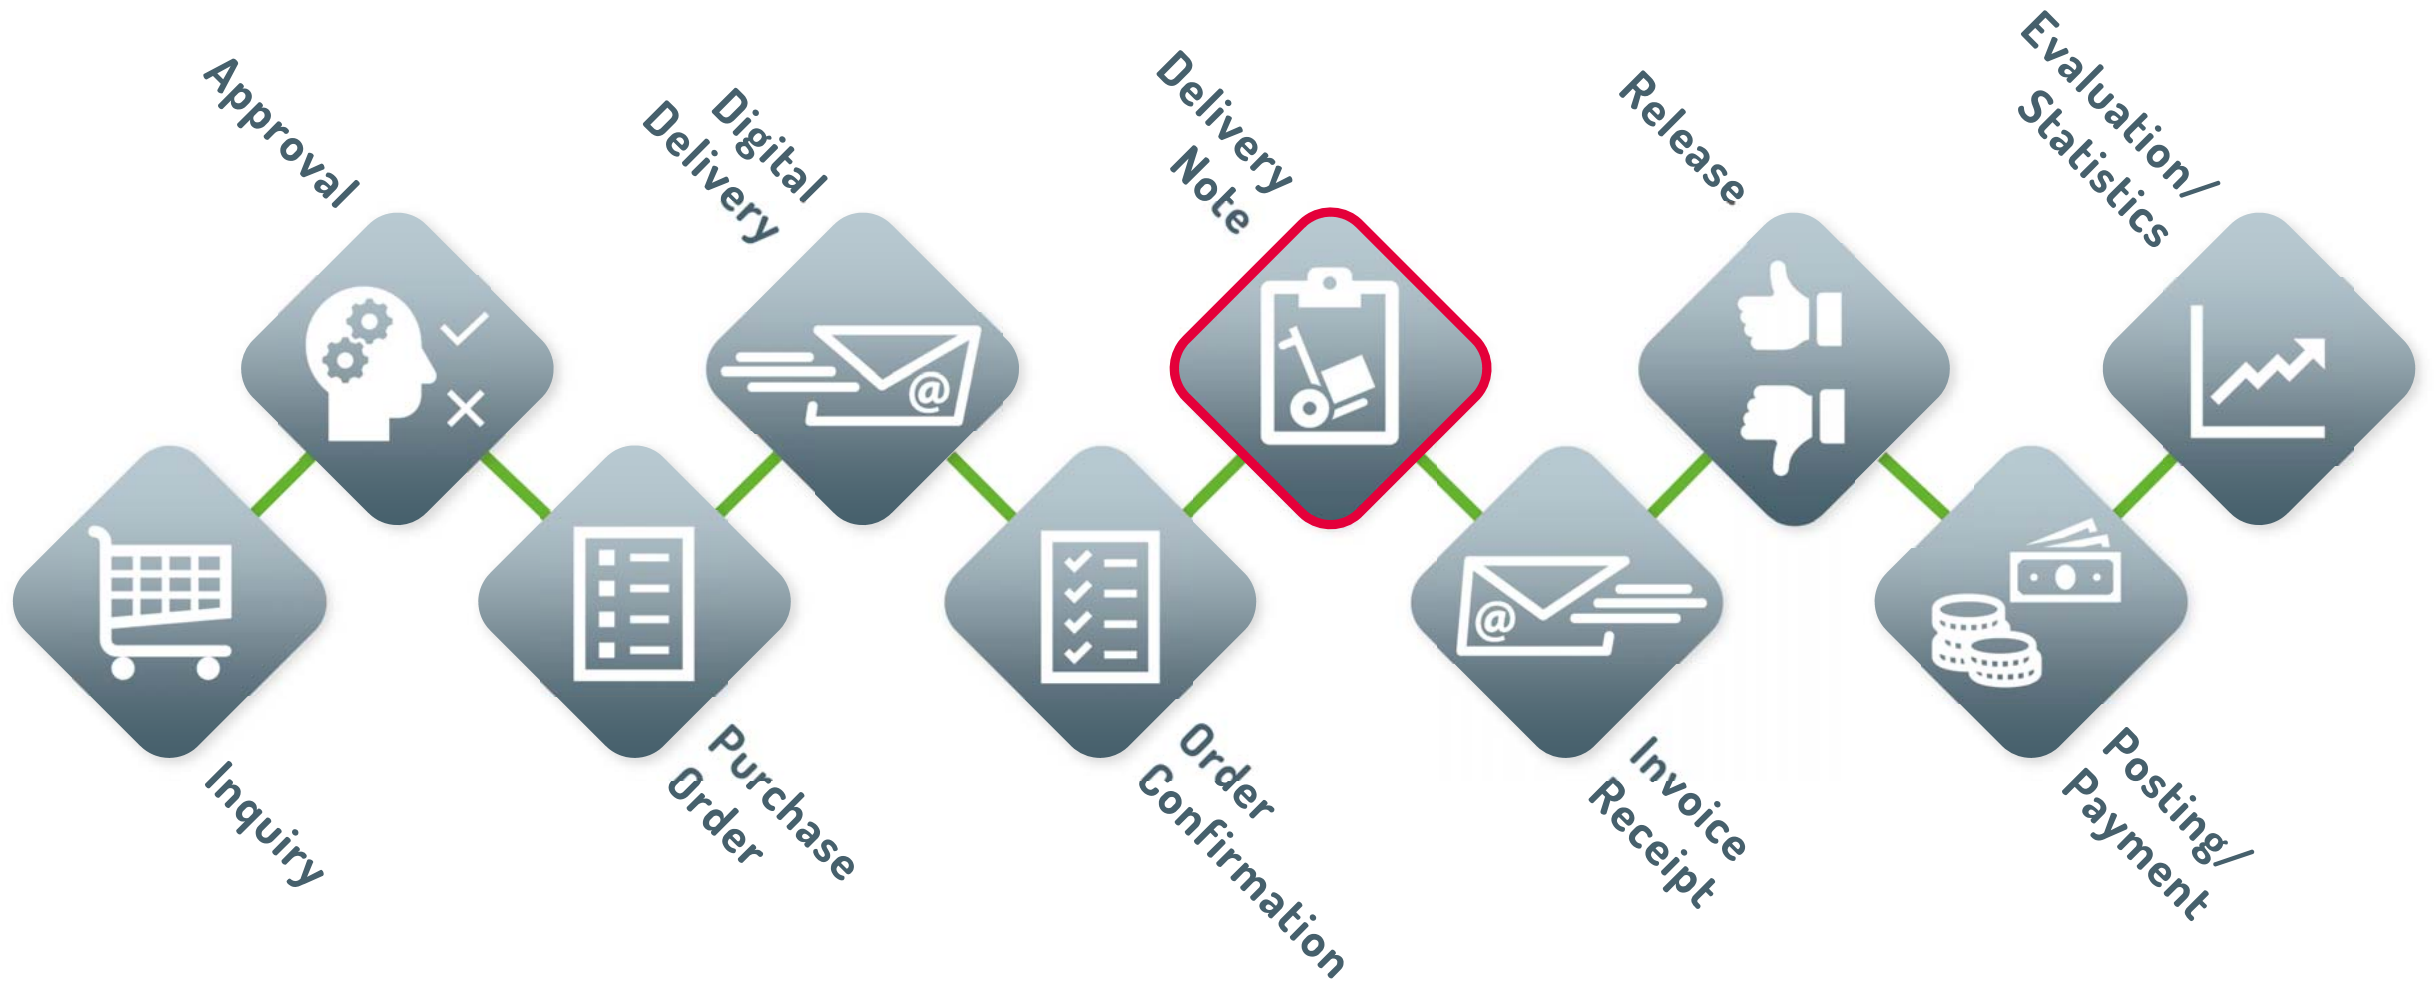 Inquiry
Approval
Purchase
Order
Digital
Delivery
@
Order
Confirmation
Delivery
Note
Invoice
Receipt
@
Release
Posting/
Payment
Evaluation/
Statistics